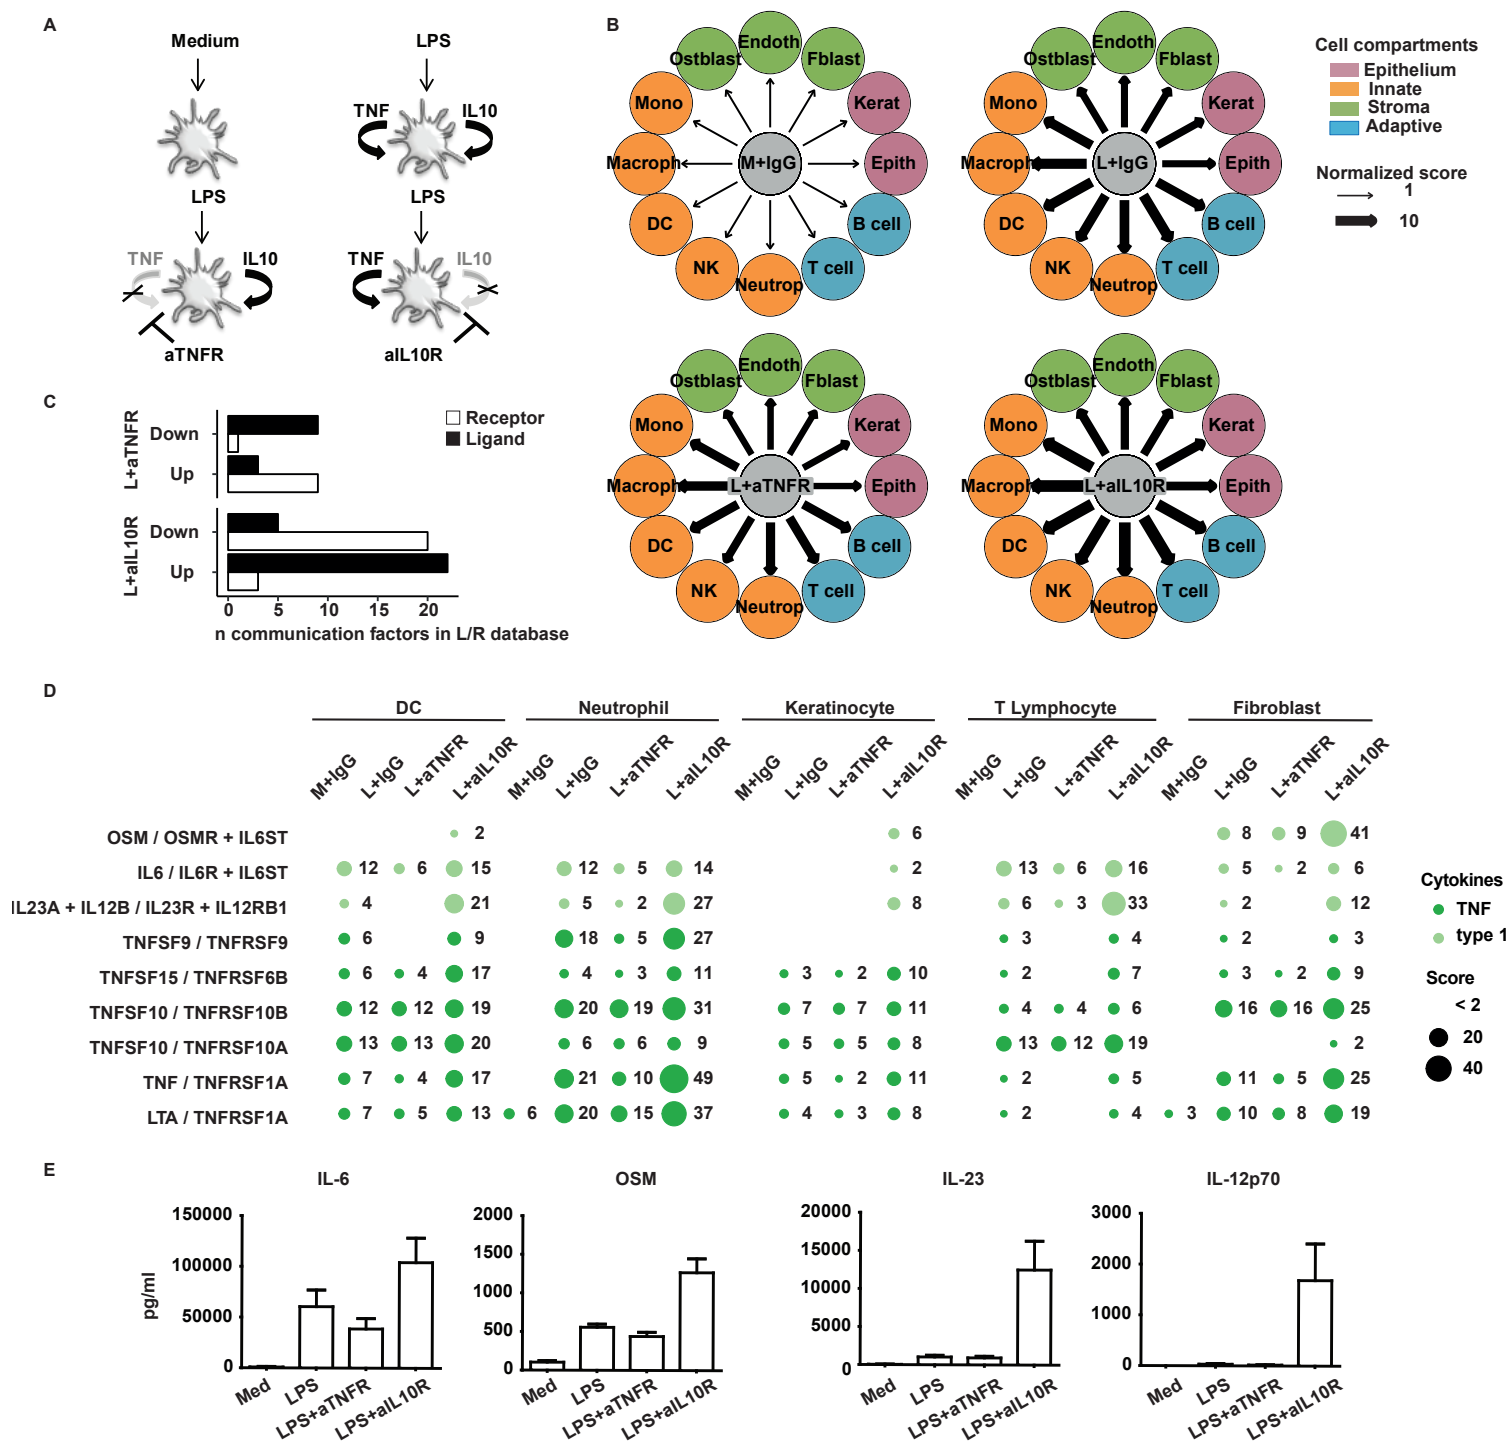 A
Medium
LPS
TNF
IL10
LPS
LPS
TNF
IL10
TNF
IL10
aTNFR
aIL10R
B
Endoth
Ostblast
Fblast
Mono
Kerat
Macroph
M+IgG
Epith
DC
B cell
NK
T cell
Neutrop
Endoth
Ostblast
Fblast
Mono
Kerat
Macroph
L+IgG
Epith
DC
B cell
NK
T cell
Neutrop
Endoth
Ostblast
Fblast
Mono
Kerat
Macroph
L+aTNFR
Epith
DC
B cell
NK
T cell
Neutrop
Endoth
Ostblast
Fblast
Mono
Kerat
Macroph
L+aIL10R
Epith
DC
B cell
NK
T cell
Neutrop
Cell compartments
Epithelium
Innate
Stroma
Adaptive
Normalized score
1
10
C
L+aTNFR
Down
Up
L+aIL10R
Down
Up
Receptor
Ligand
0 5 10 15 20
n communication factors in L/R database
D
DC Neutrophil Keratinocyte T Lymphocyte Fibroblast
M+IgG L+IgG L+aTNFR L+aIL10R M+IgG L+IgG L+aTNFR L+aIL10R M+IgG L+IgG L+aTNFR L+aIL10R M+IgG L+IgG L+aTNFR L+aIL10R M+IgG L+IgG L+aTNFR L+aIL10R
OSM / OSMR + IL6ST 2 6 8 9 41
IL6 / IL6R + IL6ST 12 6 15 12 5 14 2 13 6 16 5 2 6
IL23A + IL12B / IL23R + IL12RB1 4 21 5 2 27 8 6 3 33 2 12
TNFSF9 / TNFRSF9 6 9 18 5 27 3 4 2 3
TNFSF15 / TNFRSF6B 6 4 17 4 3 11 3 2 10 2 7 3 2 9
TNFSF10 / TNFRSF10B 12 12 19 20 19 31 7 7 11 4 4 6 16 16 25
TNFSF10 / TNFRSF10A 13 13 20 6 6 9 5 5 8 13 12 19 2
TNF / TNFRSF1A 7 4 17 21 10 49 5 2 11 2 5 11 5 25
LTA / TNFRSF1A 7 5 13 6 20 15 37 4 3 8 2 4 3 10 8 19
Cytokines
TNF
type 1
Score
< 2
20
40
E
IL-6
pg/ml
150000
100000
50000
0
Med LPS LPS+aTNFR LPS+aIL10R
OSM
2000
1500
1000
500
0
Med LPS LPS+aTNFR LPS+aIL10R
IL-23
20000
15000
10000
5000
0
Med LPS LPS+aTNFR LPS+aIL10R
IL-12p70
3000
2000
1000
0
Med LPS LPS+aTNFR LPS+aIL10R